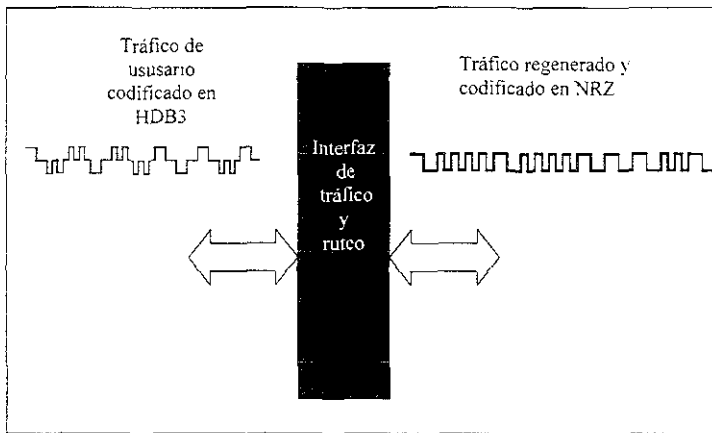 Tráfico de
ususario
codificado en
HDB3
Tráfico regenerado y
codificado en NRZ
Interfaz
de
tráfico
y
ruteo